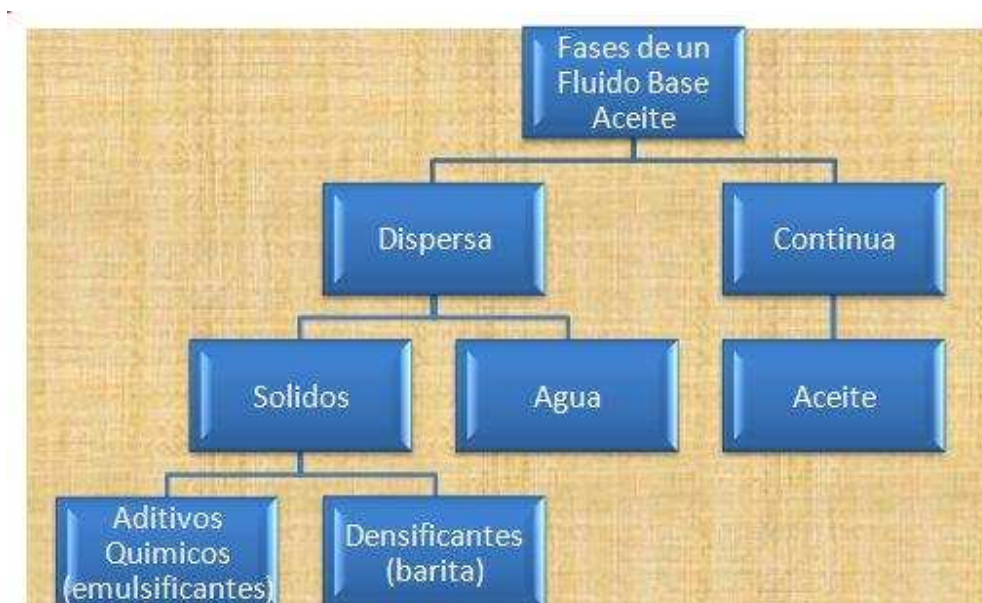 Fases de un
Fluido Base
Aceite
Dispersa
Continua
Solidos
Agua
Aceite
Aditivos
Quimicos
(emulsificantes)
Densificantes
(barita)